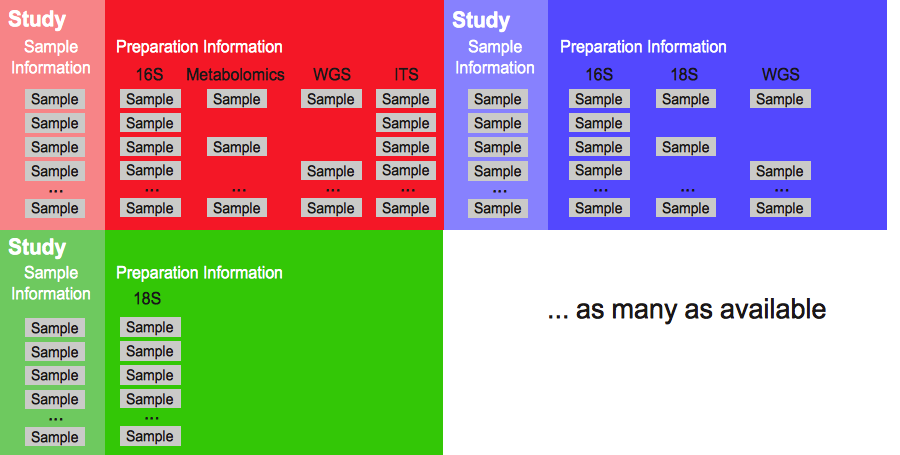 Study
Sample Information
Preparation Information
16S Metabolomics WGS ITS
Sample Sample Sample Sample Sample
Sample Sample Sample
Sample Sample Sample Sample
Sample Sample Sample Sample
... ... ... ... ...
Sample Sample Sample Sample Sample
Study
Sample Information
Preparation Information
16S 18S WGS
Sample Sample Sample Sample
Sample Sample
Sample Sample Sample
Sample Sample Sample
... ... ... ...
Sample Sample Sample Sample
Study
Sample Information
Preparation Information
18S
Sample Sample
Sample Sample
Sample Sample
Sample Sample
... ...
Sample Sample
... as many as available